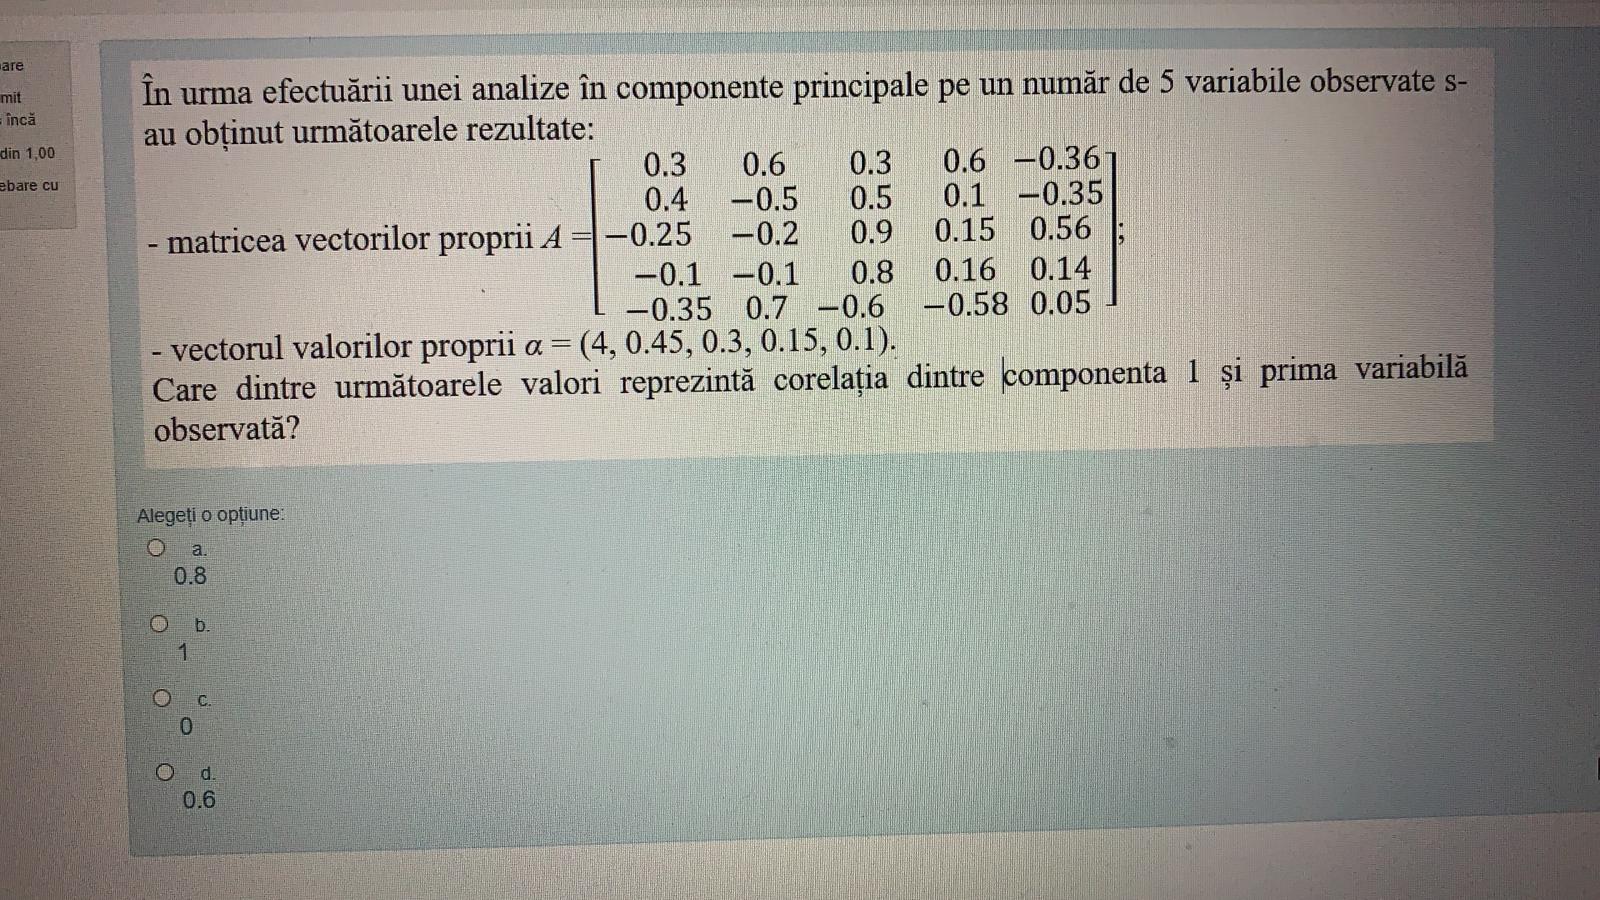 are
mit
încă
din 1,00
ebare cu
În urma efectuării unei analize în componente principale pe un număr de 5 variabile observate s-
au obținut următoarele rezultate:
0.3 0.6 0.3 0.6 −0.36
0.4 −0.5 0.5 0.1 −0.35
- matricea vectorilor proprii A = −0.25 −0.2 0.9 0.15 0.56 ;
−0.1 −0.1 0.8 0.16 0.14
−0.35 0.7 −0.6 −0.58 0.05
- vectorul valorilor proprii α = (4, 0.45, 0.3, 0.15, 0.1).
Care dintre următoarele valori reprezintă corelația dintre componenta 1 și prima variabilă
observată?
Alegeți o opțiune:
a.
0.8
b.
1
c.
0
d.
0.6